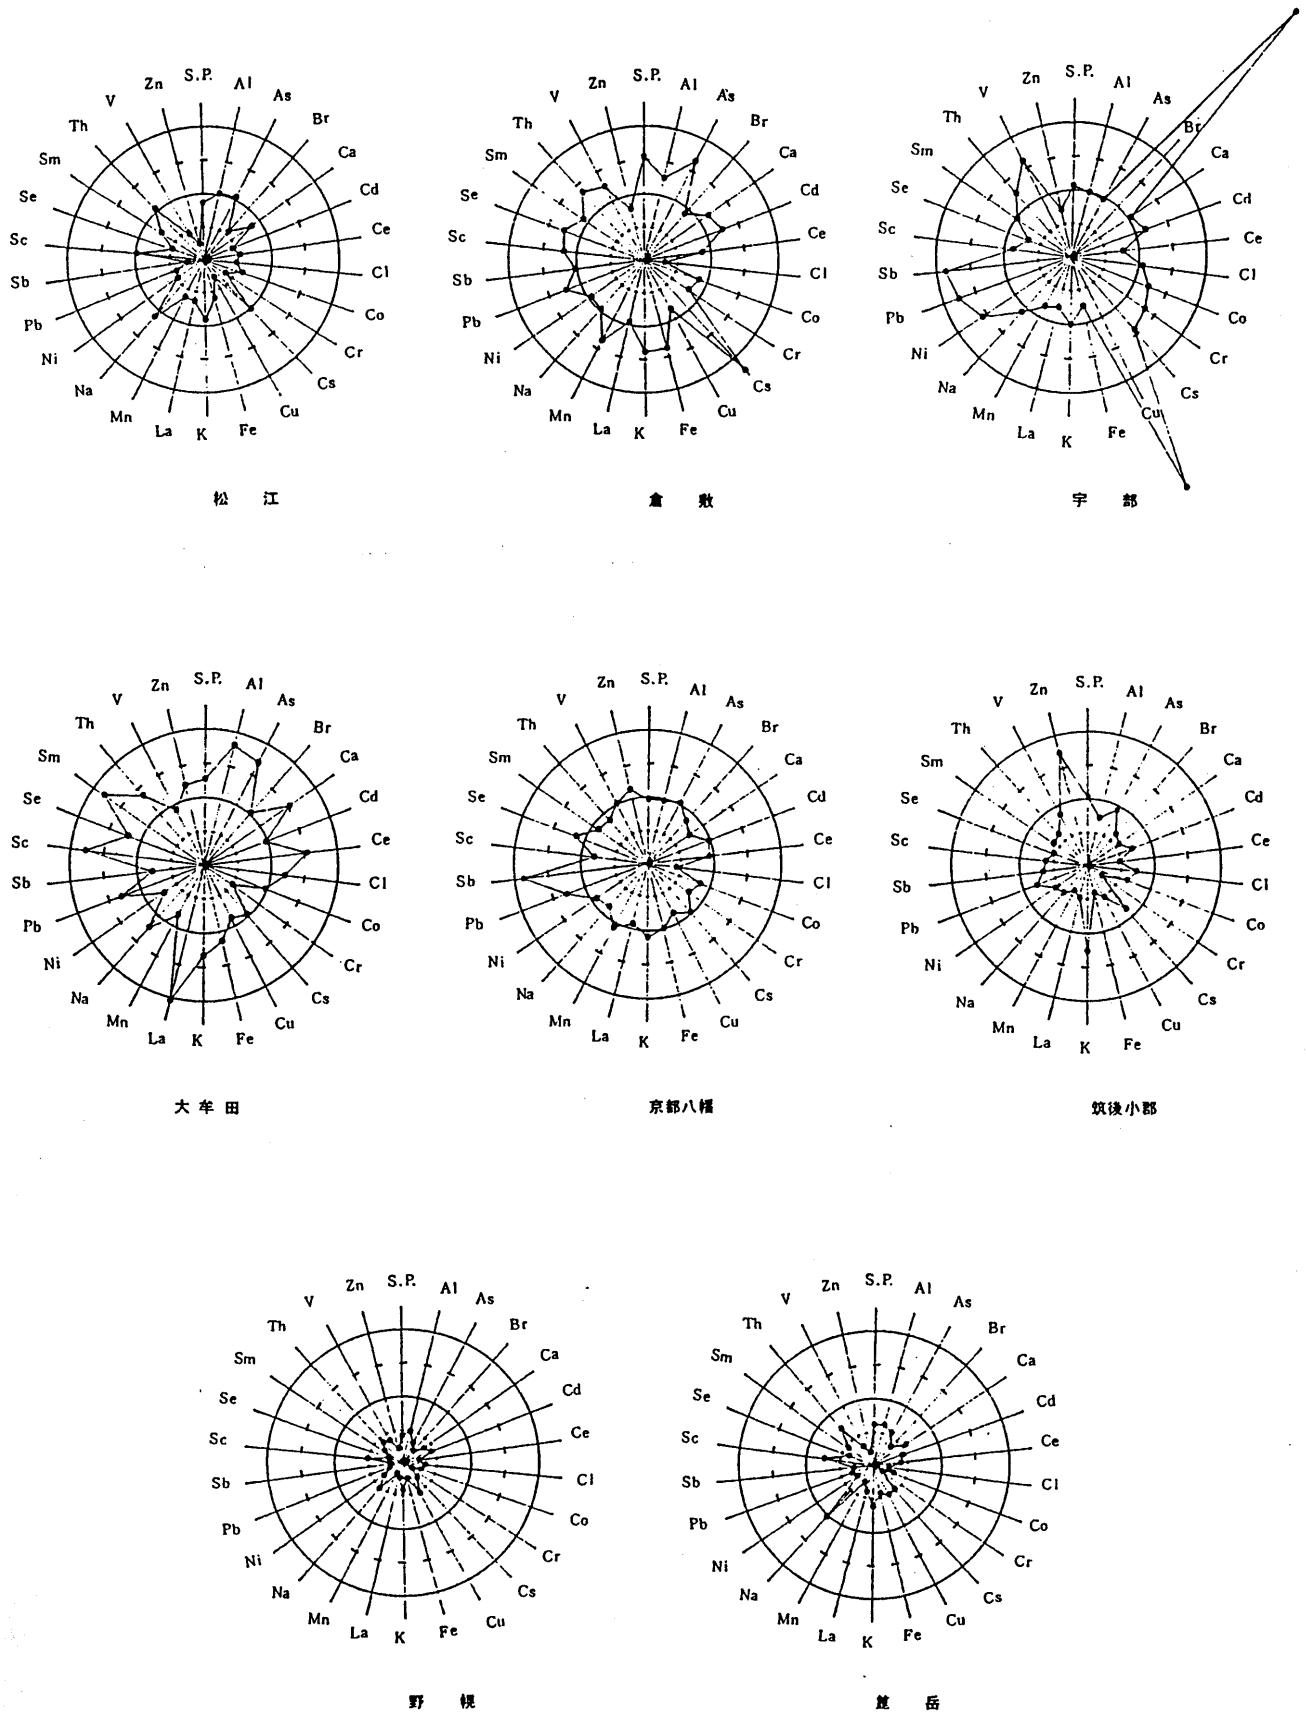 S.P. Al As Br Ca Cd Ce Cl Co Cr Cs Cu Fe K La Mn Na Ni Pb Sb Sc Se Sm Th V Zn
松江
S.P. Al As Br Ca Cd Ce Cl Co Cr Cs Cu Fe K La Mn Na Ni Pb Sb Sc Se Sm Th V Zn
倉敷
S.P. Al As Br Ca Cd Ce Cl Co Cr Cs Cu Fe K La Mn Na Ni Pb Sb Sc Se Sm Th V Zn
宇部
S.P. Al As Br Ca Cd Ce Cl Co Cr Cs Cu Fe K La Mn Na Ni Pb Sb Sc Se Sm Th V Zn
大牟田
S.P. Al As Br Ca Cd Ce Cl Co Cr Cs Cu Fe K La Mn Na Ni Pb Sb Sc Se Sm Th V Zn
京都八幡
S.P. Al As Br Ca Cd Ce Cl Co Cr Cs Cu Fe K La Mn Na Ni Pb Sb Sc Se Sm Th V Zn
筑後小郡
S.P. Al As Br Ca Cd Ce Cl Co Cr Cs Cu Fe K La Mn Na Ni Pb Sb Sc Se Sm Th V Zn
野幌
S.P. Al As Br Ca Cd Ce Cl Co Cr Cs Cu Fe K La Mn Na Ni Pb Sb Sc Se Sm Th V Zn
箟岳